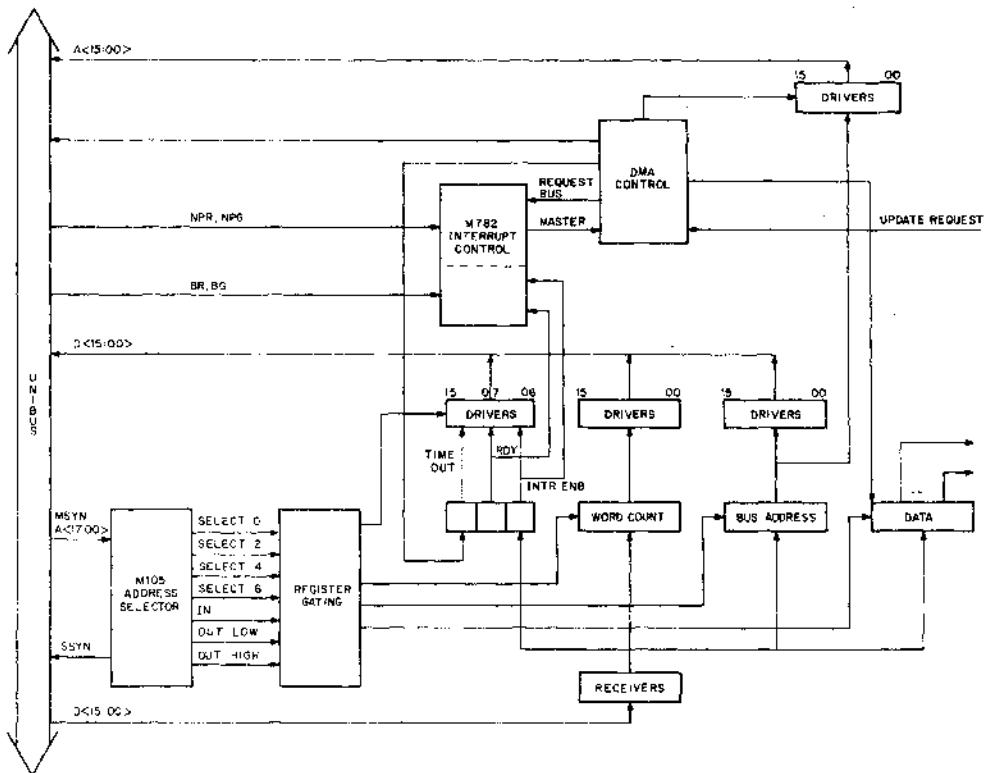 A<15:00>
15 00
DRIVERS
DMA
CONTROL
REQUEST
BUS
NPR, NPG
M782
INTERRUPT
CONTROL
MASTER
UPDATE REQUEST
BR, BG
D<15:00>
UNIBUS
15 07 06
DRIVERS
15 00
DRIVERS
15 00
DRIVERS
TIME
OUT
RDY
INTR ENB
MSYN
A<17:00>
SELECT 0
SELECT 2
SELECT 4
SELECT 6
IN
OUT LOW
OUT HIGH
M105
ADDRESS
SELECTOR
REGISTER
GATING
WORD COUNT
BUS ADDRESS
DATA
SSYN
RECEIVERS
D<15:00>